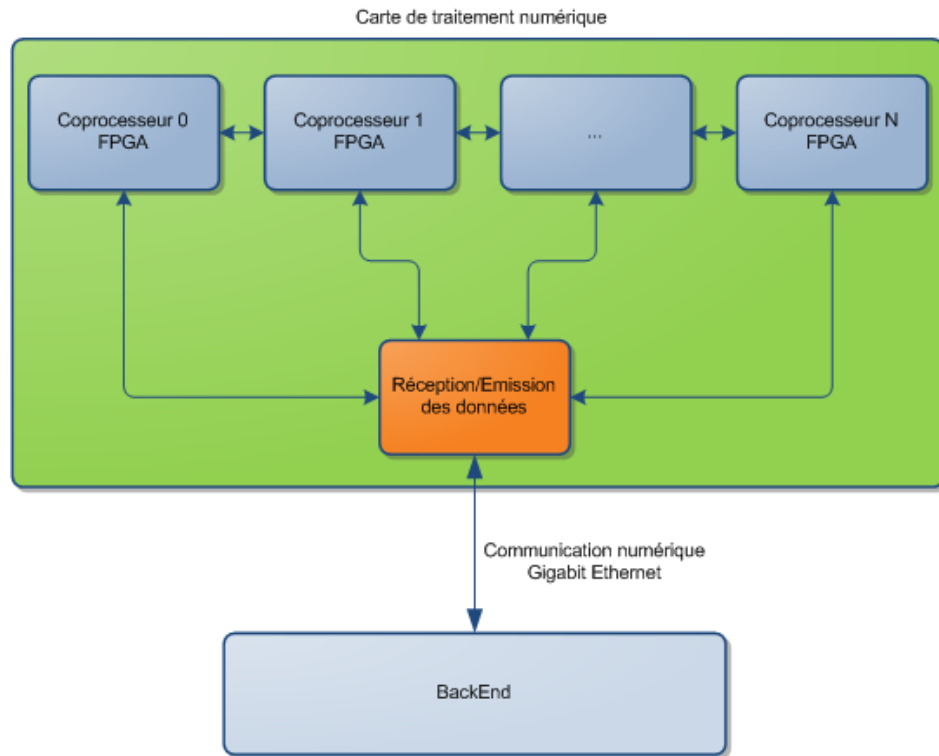 Carte de traitement numérique
Coprocesseur 0
FPGA
Coprocesseur 1
FPGA
...
Coprocesseur N
FPGA
Réception/Emission
des données
Communication numérique
Gigabit Ethernet
BackEnd